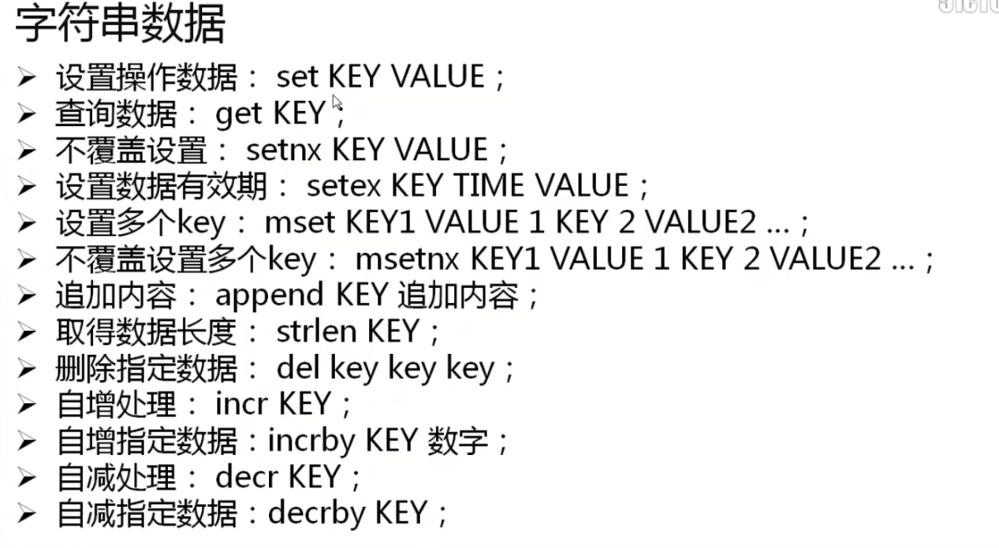 字符串数据
➢ 设置操作数据： set KEY VALUE；
➢ 查询数据： get KEY；
➢ 不覆盖设置： setnx KEY VALUE；
➢ 设置数据有效期： setex KEY TIME VALUE；
➢ 设置多个key： mset KEY1 VALUE 1 KEY 2 VALUE2 ...；
➢ 不覆盖设置多个key： msetnx KEY1 VALUE 1 KEY 2 VALUE2 ...；
➢ 追加内容： append KEY 追加内容；
➢ 取得数据长度： strlen KEY；
➢ 删除指定数据： del key key key；
➢ 自增处理： incr KEY；
➢ 自增指定数据：incrby KEY 数字；
➢ 自减处理： decr KEY；
➢ 自减指定数据：decrby KEY；